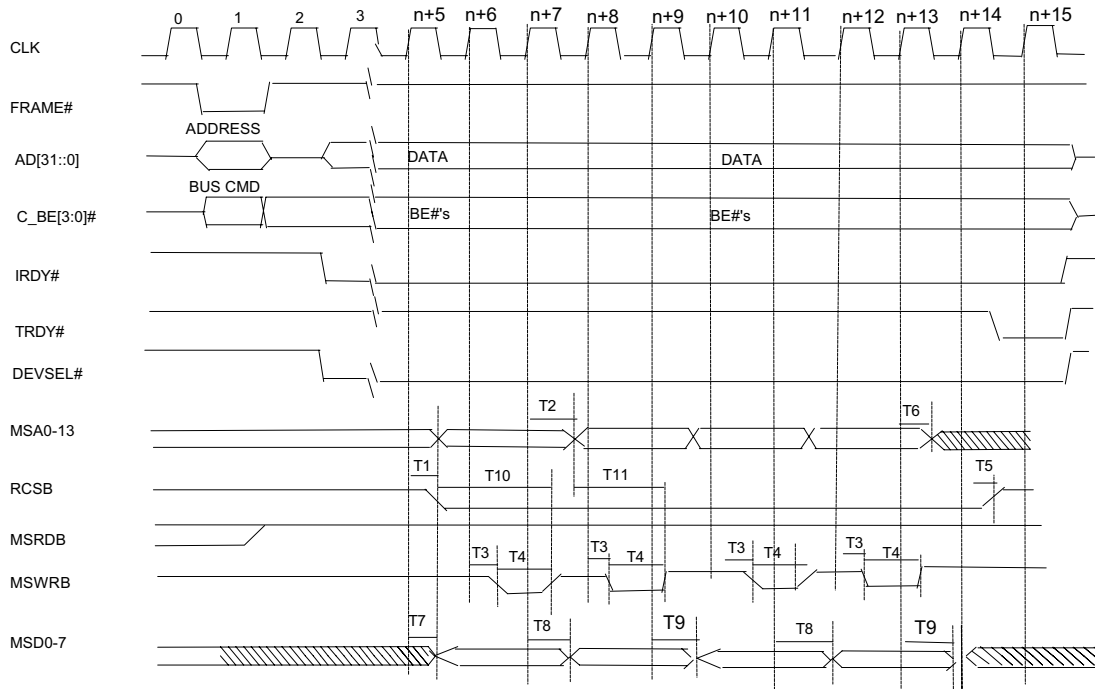 0 1 2 3 n+5 n+6 n+7 n+8 n+9 n+10 n+11 n+12 n+13 n+14 n+15
CLK
FRAME#
ADDRESS
AD[31::0] DATA DATA
BUS CMD
C_BE[3:0]# BE#'s BE#'s
IRDY#
TRDY#
DEVSEL#
T2 T6
MSA0-13
T1 T10 T11 T5
RCSB
MSRDB
T3 T4 T3 T4 T3 T4 T3 T4
MSWRB
T7 T8 T9 T8 T9
MSD0-7